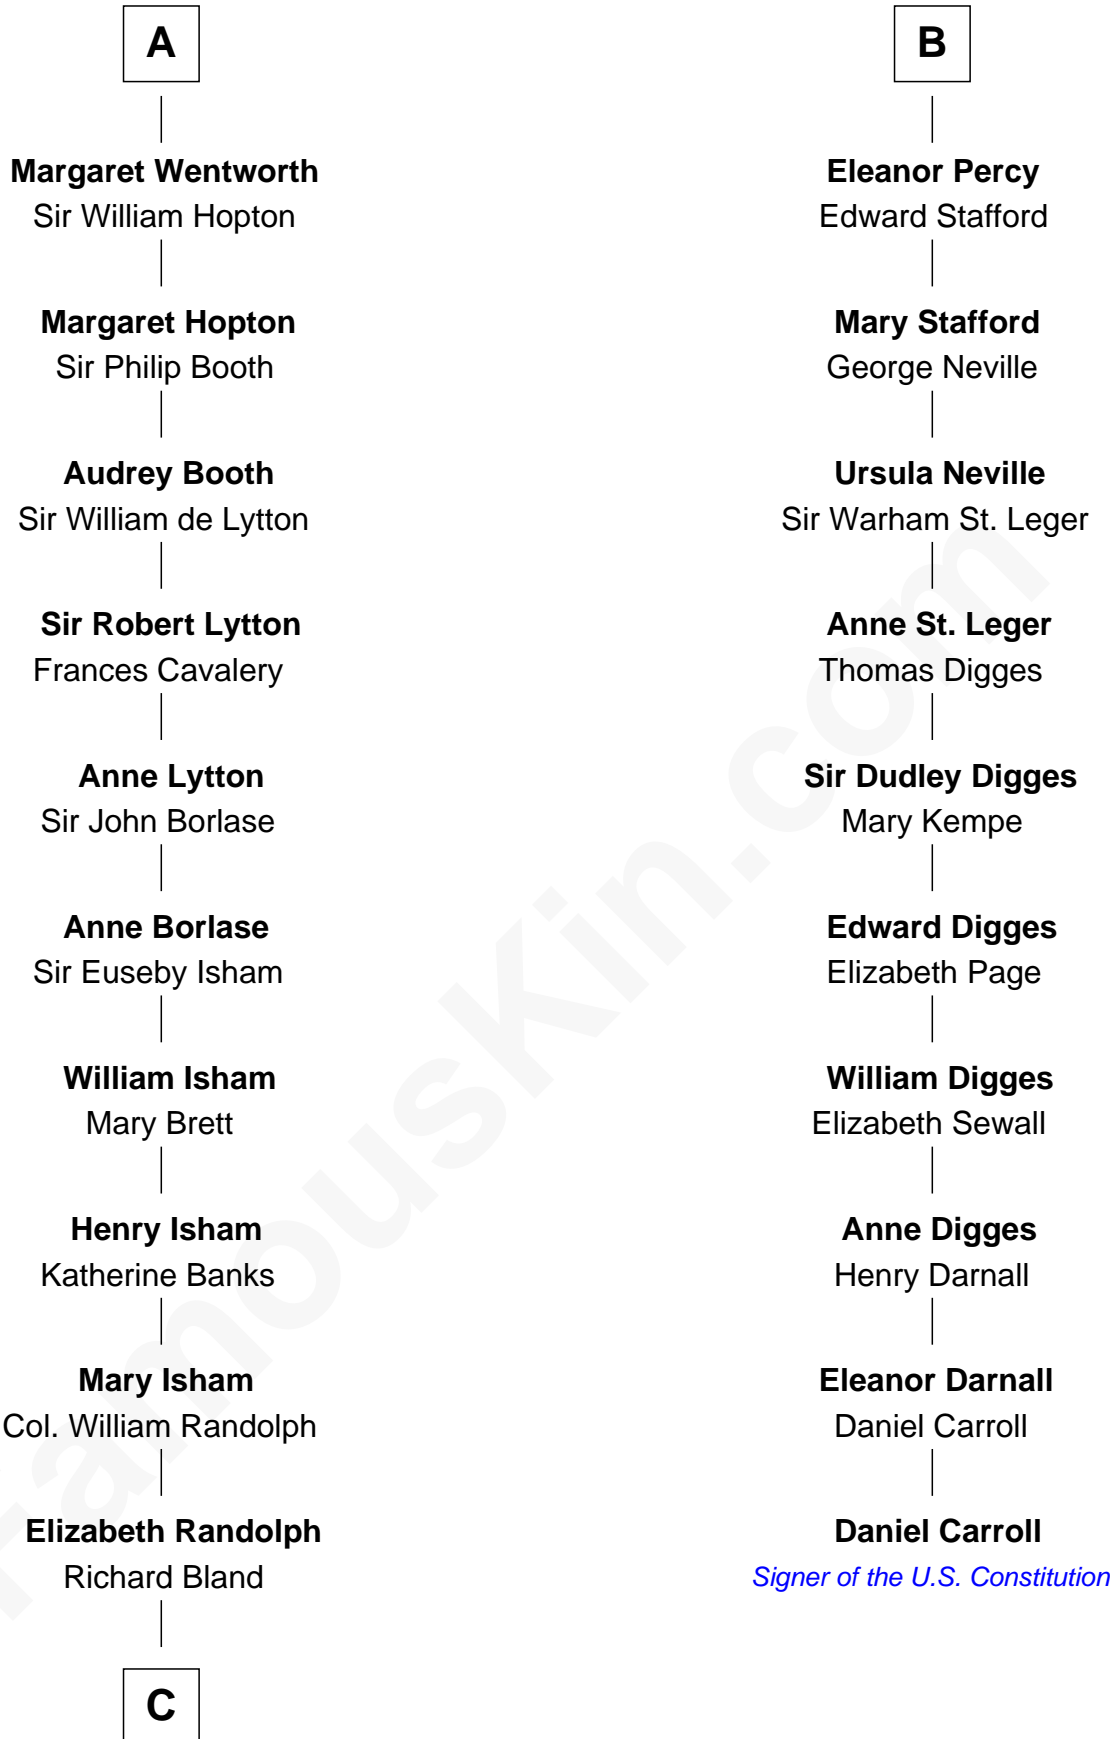 A
Margaret Wentworth
Sir William Hopton
Margaret Hopton
Sir Philip Booth
Audrey Booth
Sir William de Lytton
Sir Robert Lytton
Frances Cavalery
Anne Lytton
Sir John Borlase
Anne Borlase
Sir Euseby Isham
William Isham
Mary Brett
Henry Isham
Katherine Banks
Mary Isham
Col. William Randolph
Elizabeth Randolph
Richard Bland
C
B
Eleanor Percy
Edward Stafford
Mary Stafford
George Neville
Ursula Neville
Sir Warham St. Leger
Anne St. Leger
Thomas Digges
Sir Dudley Digges
Mary Kempe
Edward Digges
Elizabeth Page
William Digges
Elizabeth Sewall
Anne Digges
Henry Darnall
Eleanor Darnall
Daniel Carroll
Daniel Carroll
Signer of the U.S. Constitution
FamousKin.com